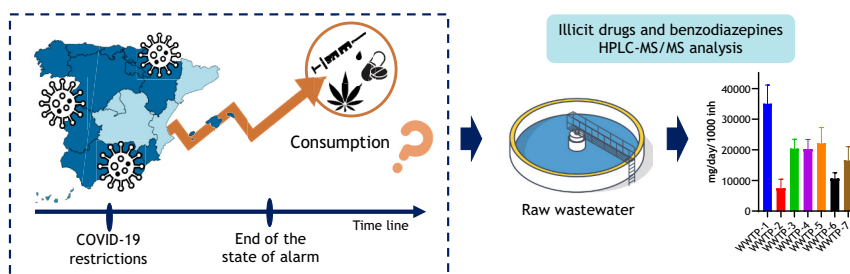 Consumption
?
Time line
COVID-19
restrictions
End of the
state of alarm
Raw wastewater
Illicit drugs and benzodiazepines
HPLC-MS/MS analysis
mg/day/ 1000 inh
40000
30000
20000
10000
0
WWTP-1
WWTP-2
WWTP-3
WWTP-4
WWTP-5
WWTP-6
WWTP-7